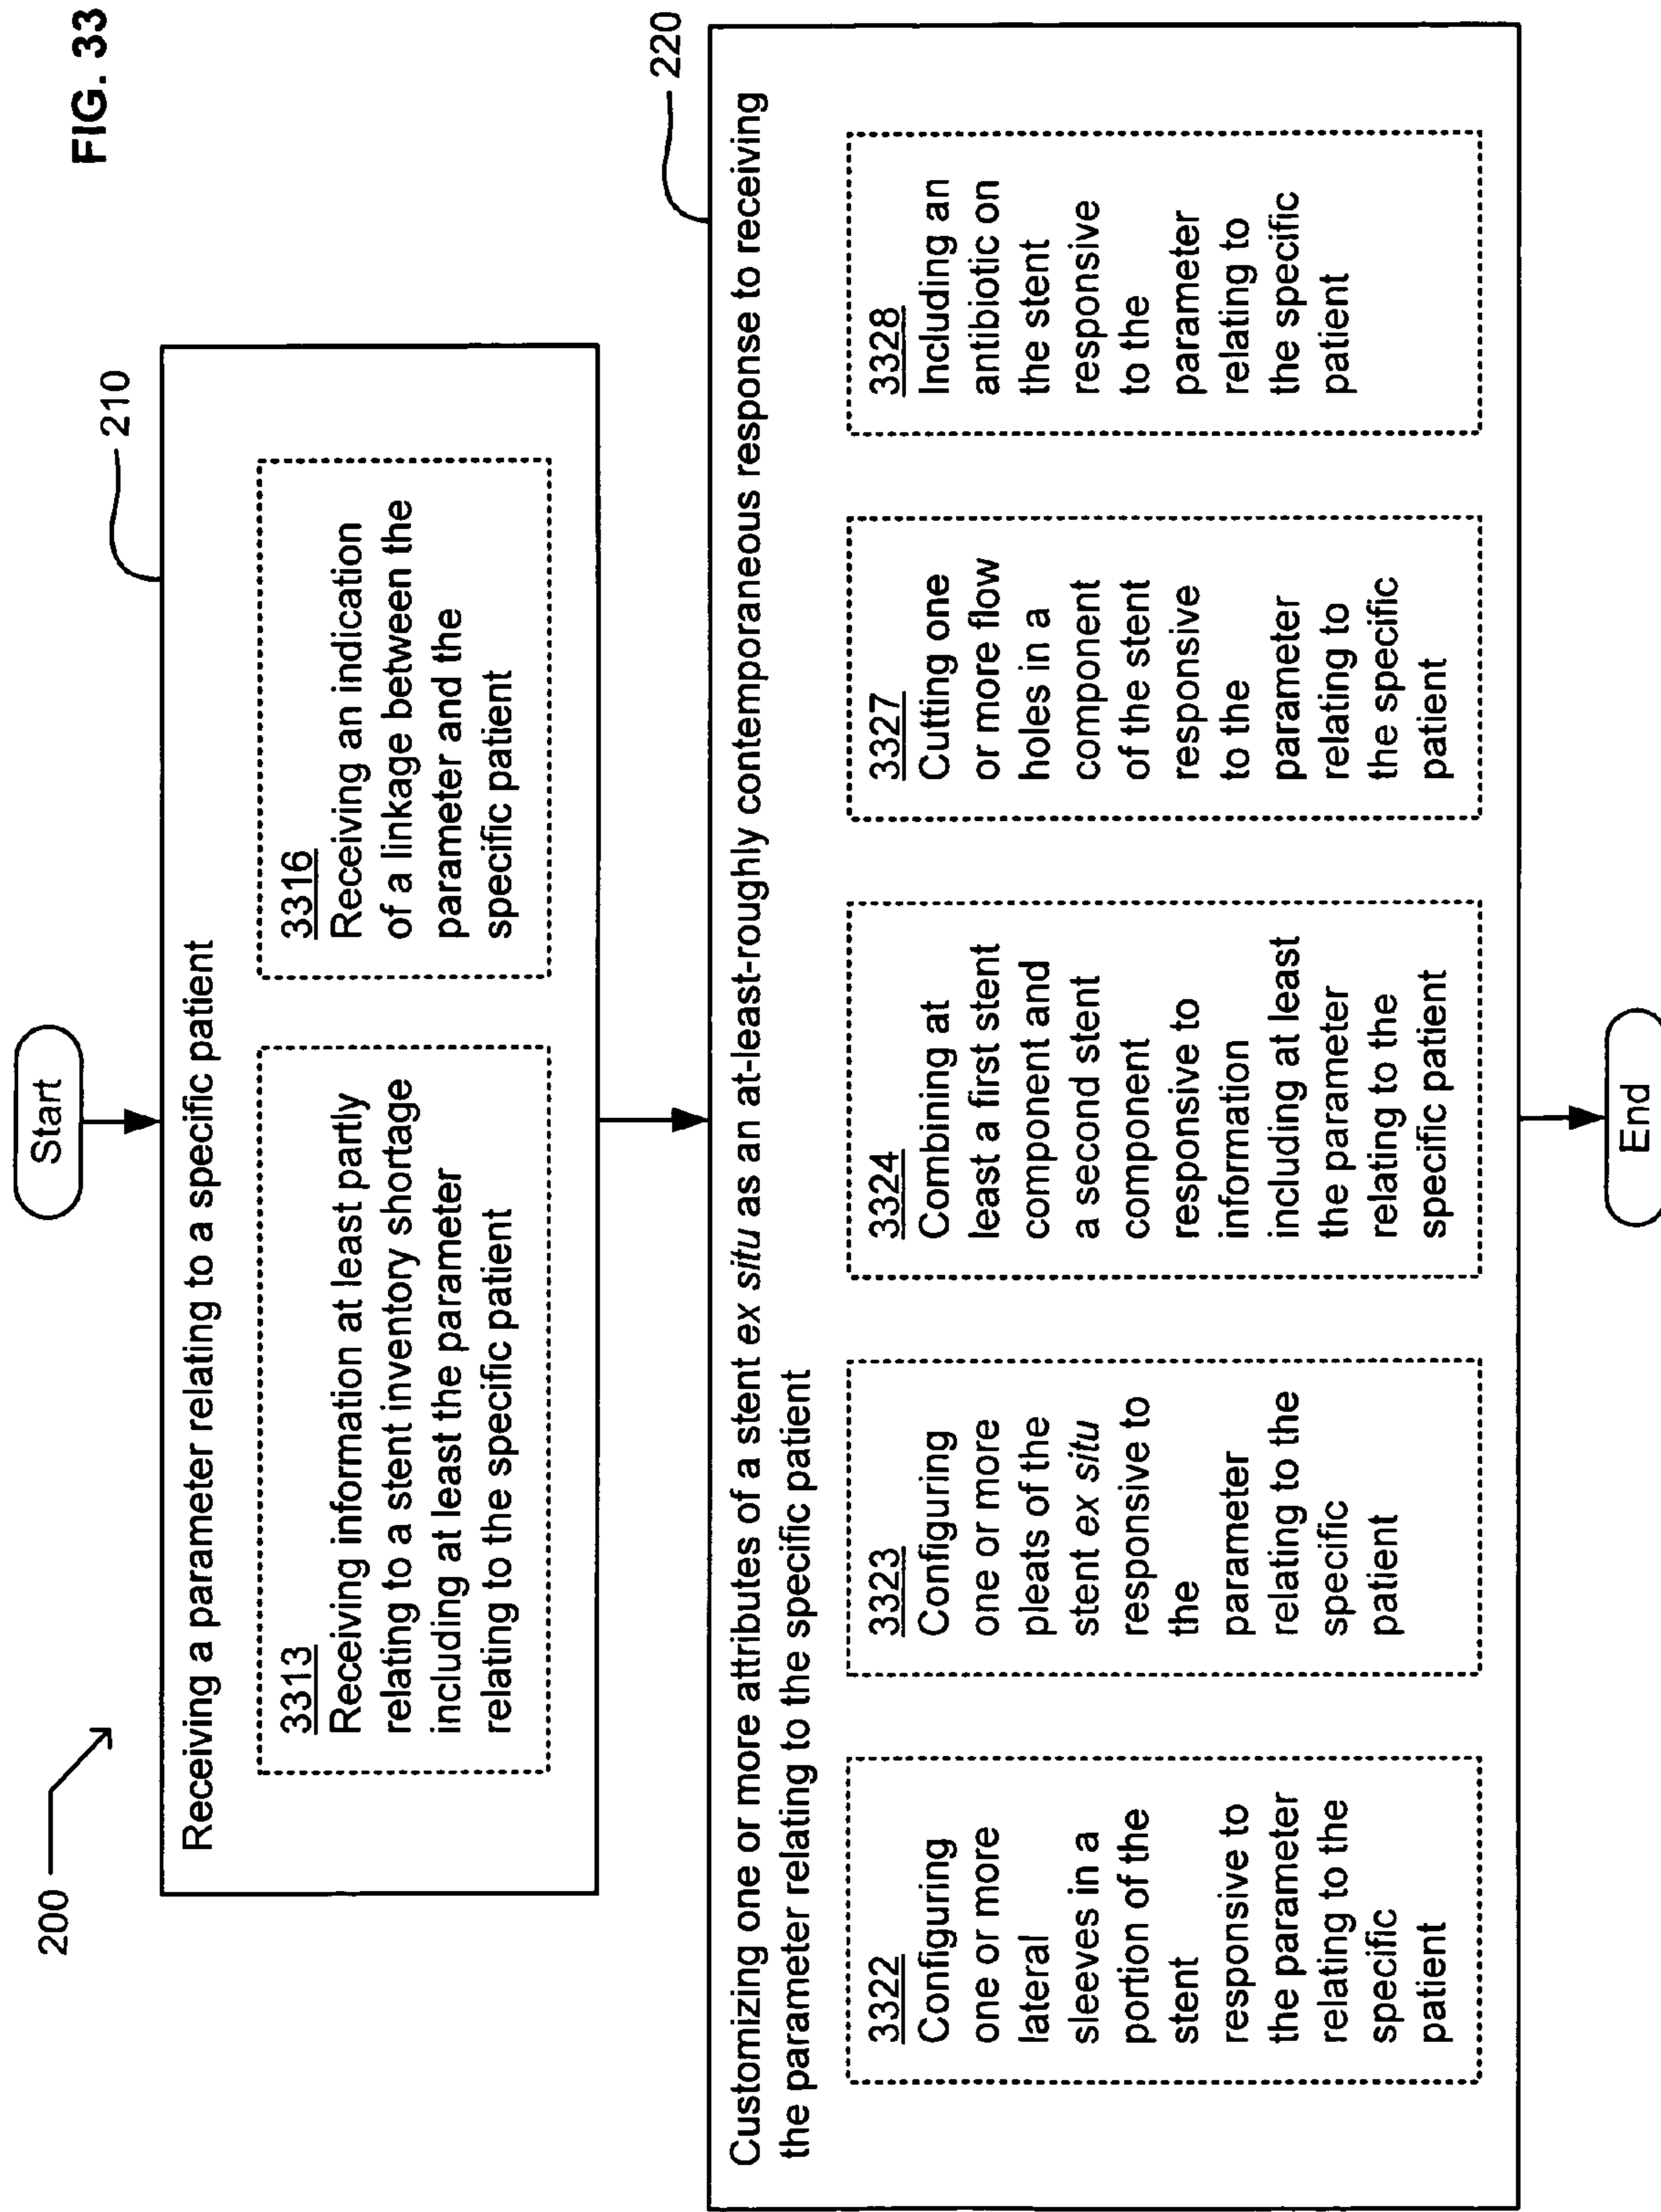 FIG. 33
200
Start
210
Receiving a parameter relating to a specific patient
3313
Receiving information at least partly
relating to a stent inventory shortage
including at least the parameter
relating to the specific patient
3316
Receiving an indication
of a linkage between the
parameter and the
specific patient
220
Customizing one or more attributes of a stent ex situ as an at-least-roughly contemporaneous response to receiving
the parameter relating to the specific patient
3322
Configuring
one or more
lateral
sleeves in a
portion of the
stent
responsive to
the parameter
relating to the
specific
patient
3323
Configuring
one or more
pleats of the
stent ex situ
responsive to
the
parameter
relating to the
specific
patient
3324
Combining at
least a first stent
component and
a second stent
component
responsive to
information
including at least
the parameter
relating to the
specific patient
3327
Cutting one
or more flow
holes in a
component
of the stent
responsive
to the
parameter
relating to
the specific
patient
3328
Including an
antibiotic on
the stent
responsive
to the
parameter
relating to
the specific
patient
End